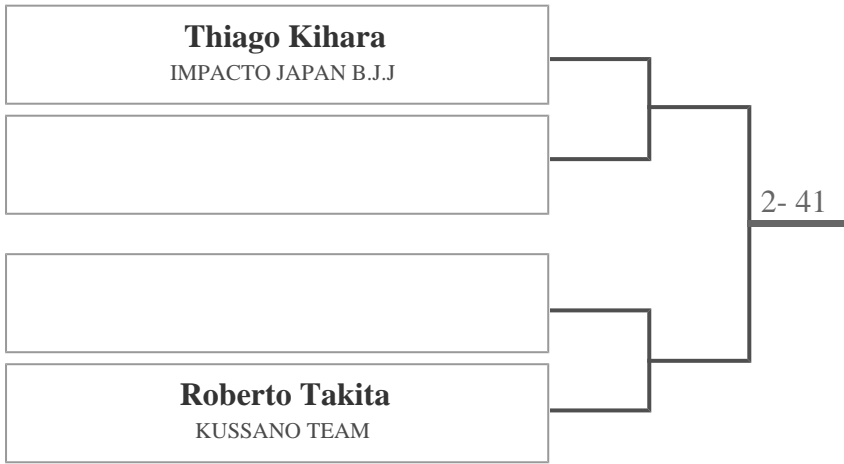 Thiago Kihara
IMPACTO JAPAN B.J.J
2- 41
Roberto Takita
KUSSANO TEAM